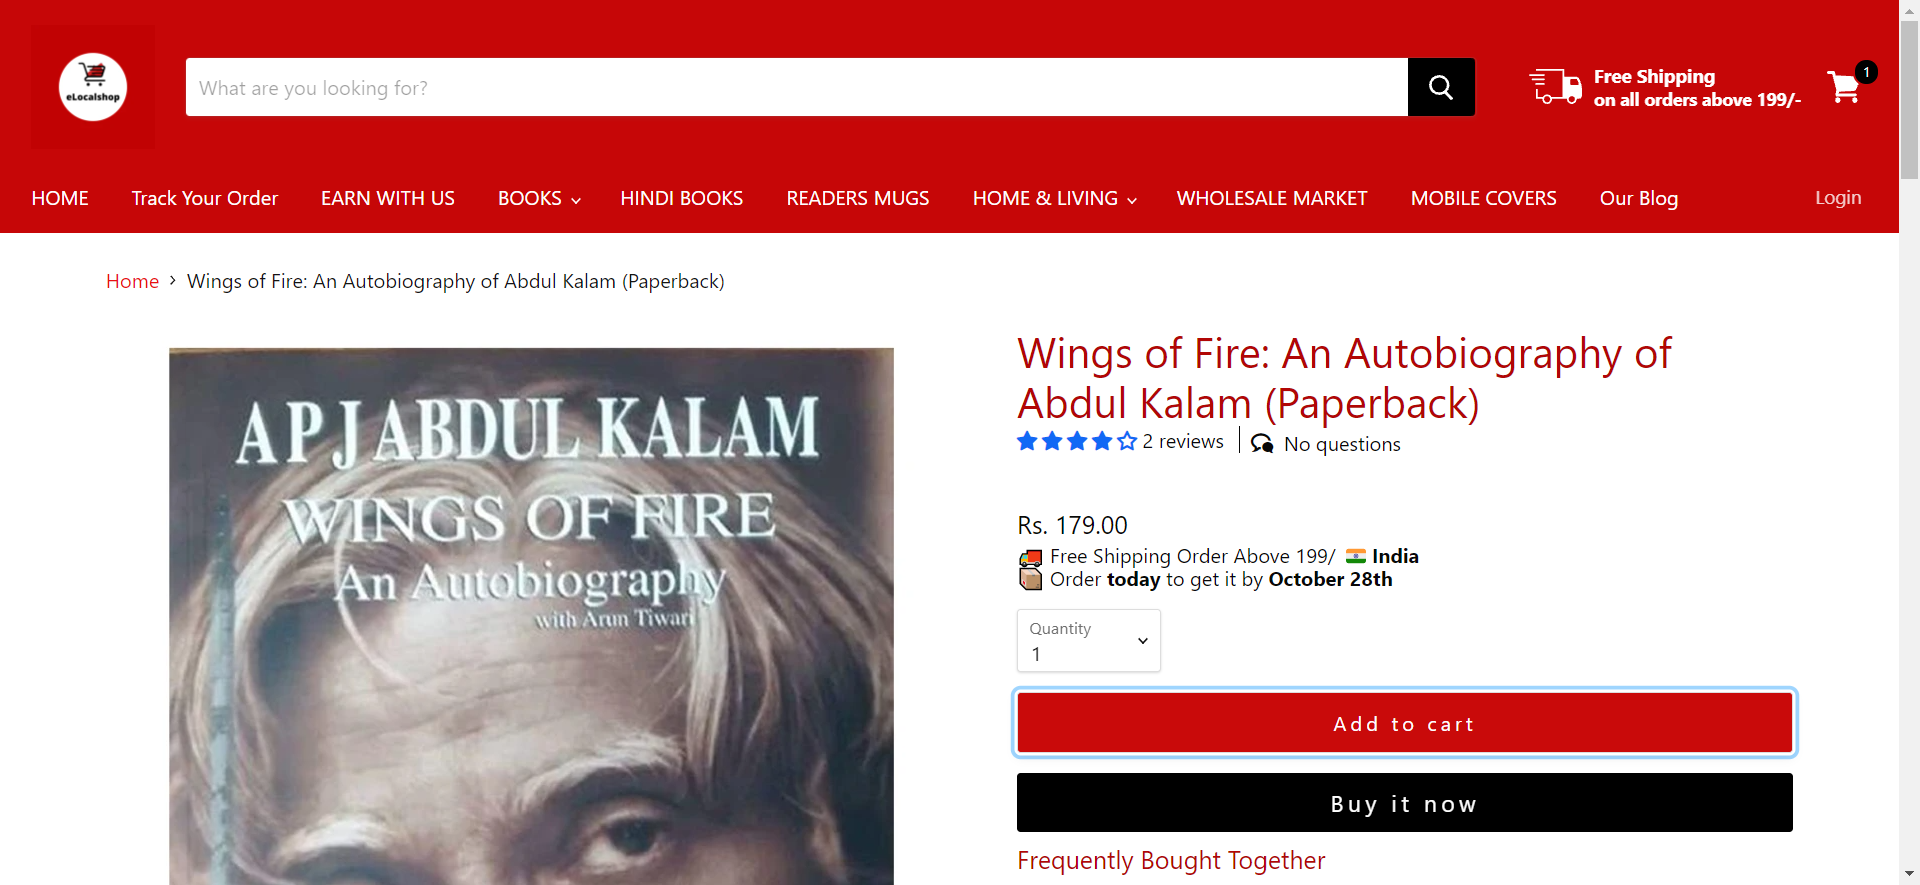 eLocalshop
What are you looking for?
Free Shipping
on all orders above 199/-
1
HOME
Track Your Order
EARN WITH US
BOOKS
HINDI BOOKS
READERS MUGS
HOME & LIVING
WHOLESALE MARKET
MOBILE COVERS
Our Blog
Login
Home › Wings of Fire: An Autobiography of Abdul Kalam (Paperback)
A P J ABDUL KALAM
WINGS OF FIRE
An Autobiography
with Arun Tiwari
Wings of Fire: An Autobiography of
Abdul Kalam (Paperback)
2 reviews
No questions
Rs. 179.00
Free Shipping Order Above 199/ India
Order today to get it by October 28th
Quantity
1
Add to cart
Buy it now
Frequently Bought Together